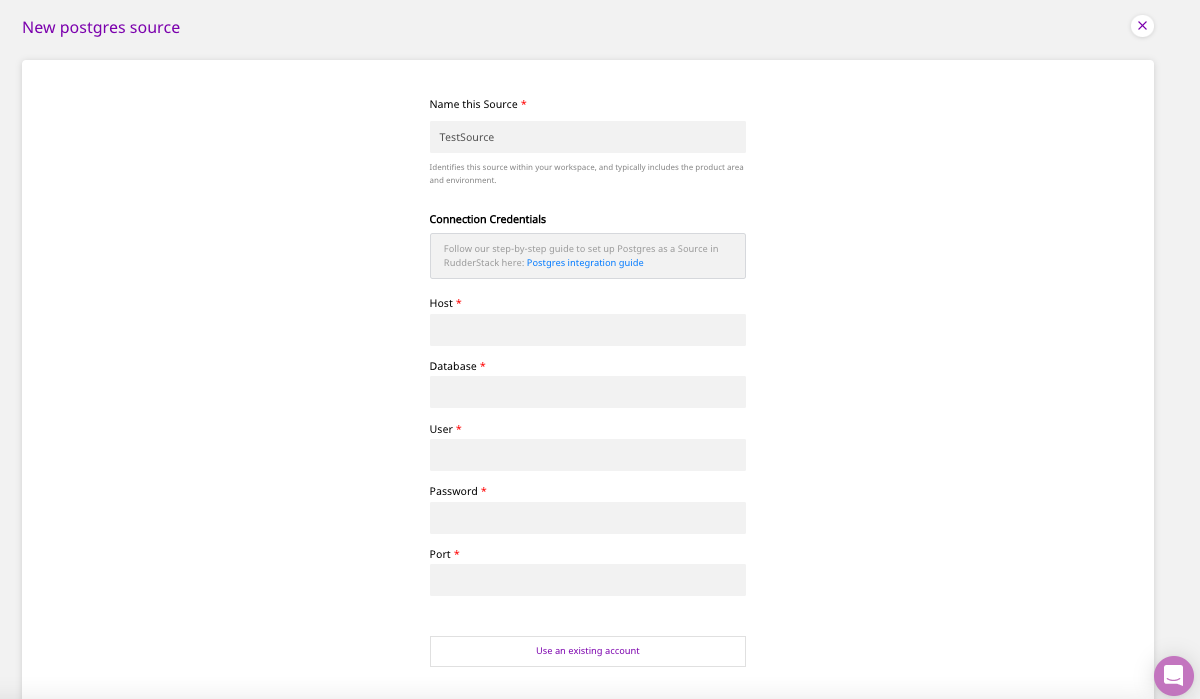 New postgres source
Name this Source *
TestSource
Identifies this source within your workspace, and typically includes the product area
and environment.
Connection Credentials
Follow our step-by-step guide to set up Postgres as a Source in
RudderStack here: Postgres integration guide
Host *
Database *
User *
Password *
Port *
Use an existing account